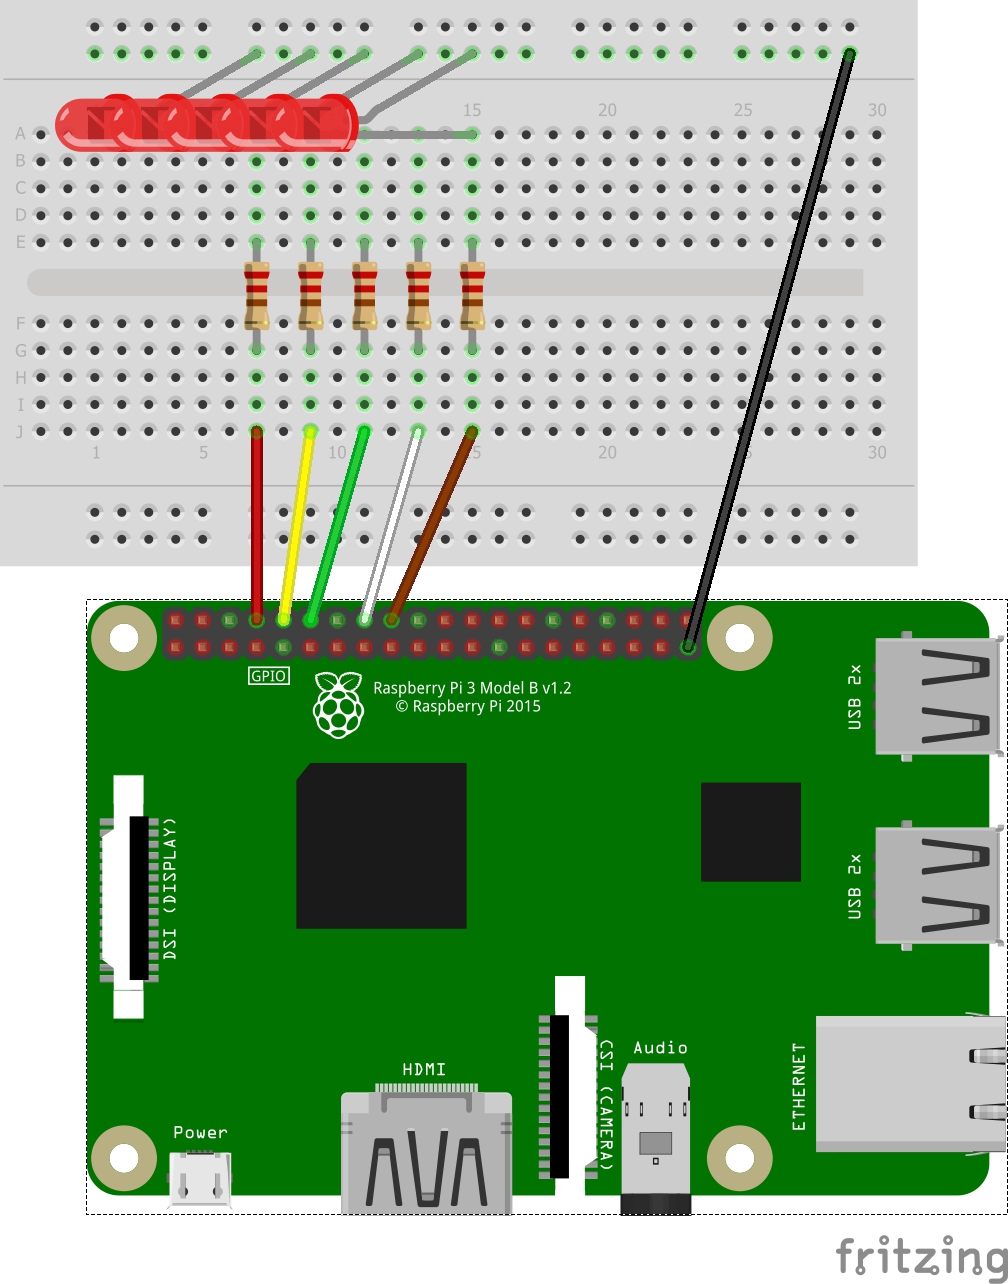 15 20 25 30
A
B
C
D
E
F
G
H
I
J
1 5 10 15 20 25 30
GPIO
Raspberry Pi 3 Model B v1.2
© Raspberry Pi 2015
USB 2x
DSI (DISPLAY)
USB 2x
CSI (CAMERA)
Audio
ETHERNET
HDMI
Power
fritzing